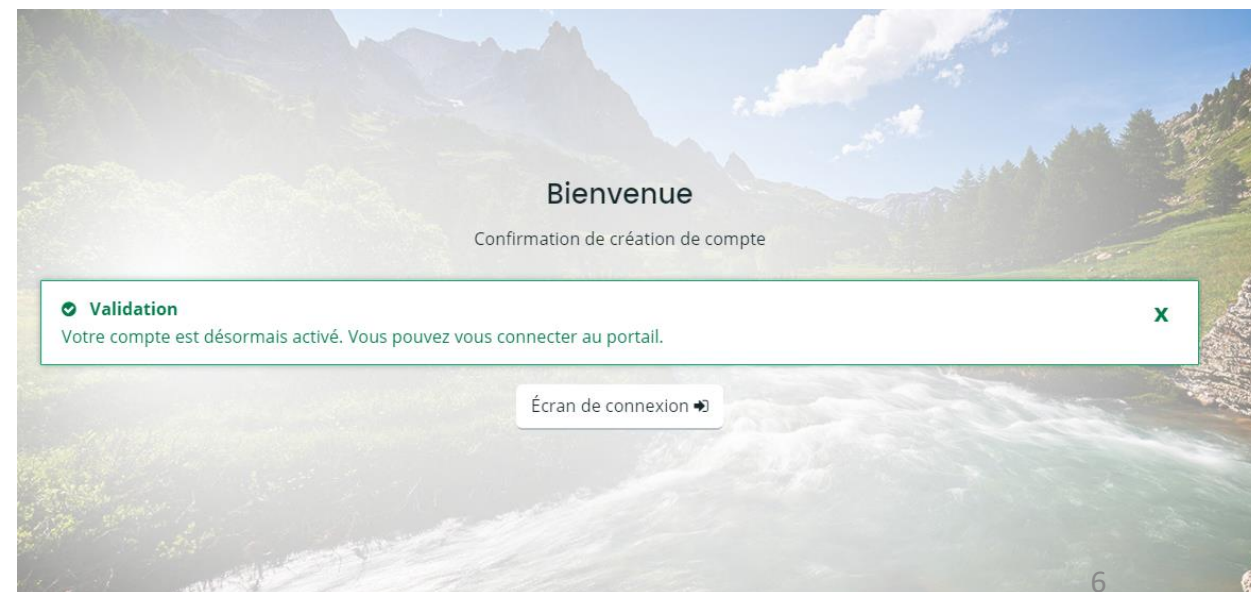 Bienvenue
Confirmation de création de compte
Validation
X
Votre compte est désormais activé. Vous pouvez vous connecter au portail.
Écran de connexion
6